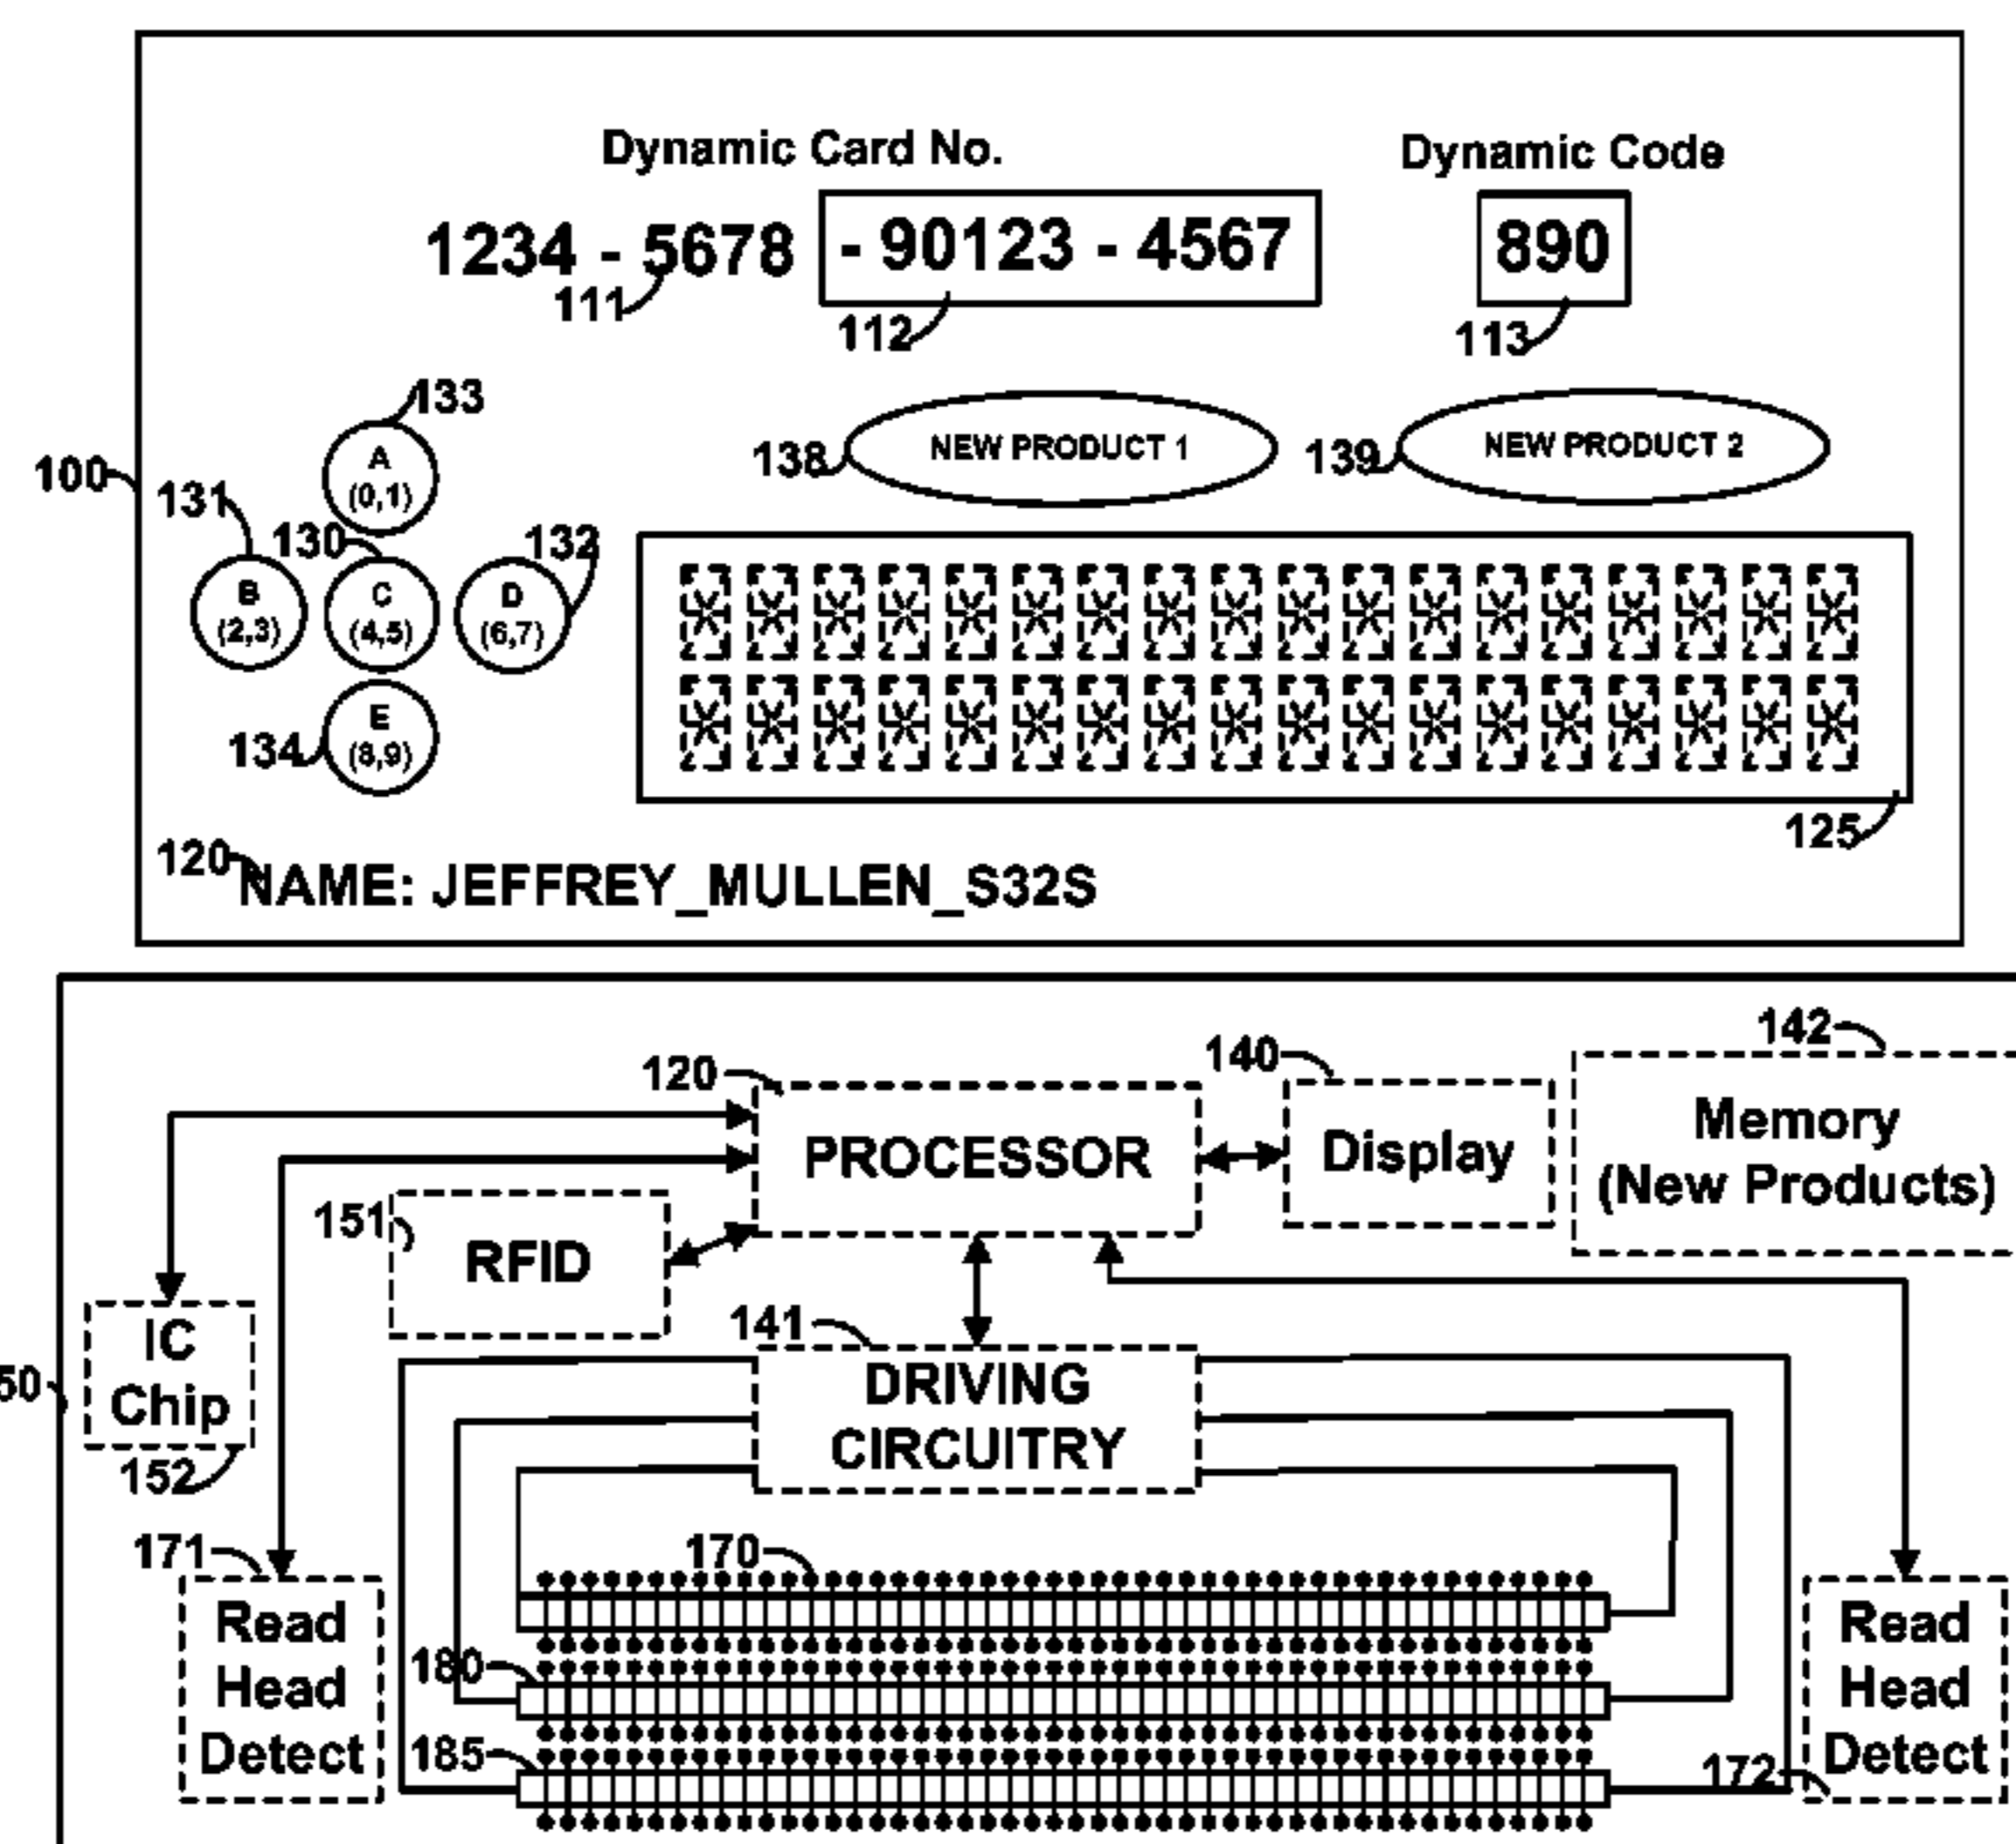 Dynamic Card No. Dynamic Code
1234 - 5678 - 90123 - 4567 890
111 112 113
133
A
(0,1)
138 NEW PRODUCT 1 139 NEW PRODUCT 2
100
131 130 132
B
(2,3)
C
(4,5)
D
(6,7)
134
E
(8,9)
125
120
NAME: JEFFREY_MULLEN_S32S
142
120 140
PROCESSOR
Display
Memory
(New Products)
151
RFID
141
DRIVING
CIRCUITRY
IC
Chip
50
152
171 170
Read
Head
Detect
180
185
Read
Head
Detect
172